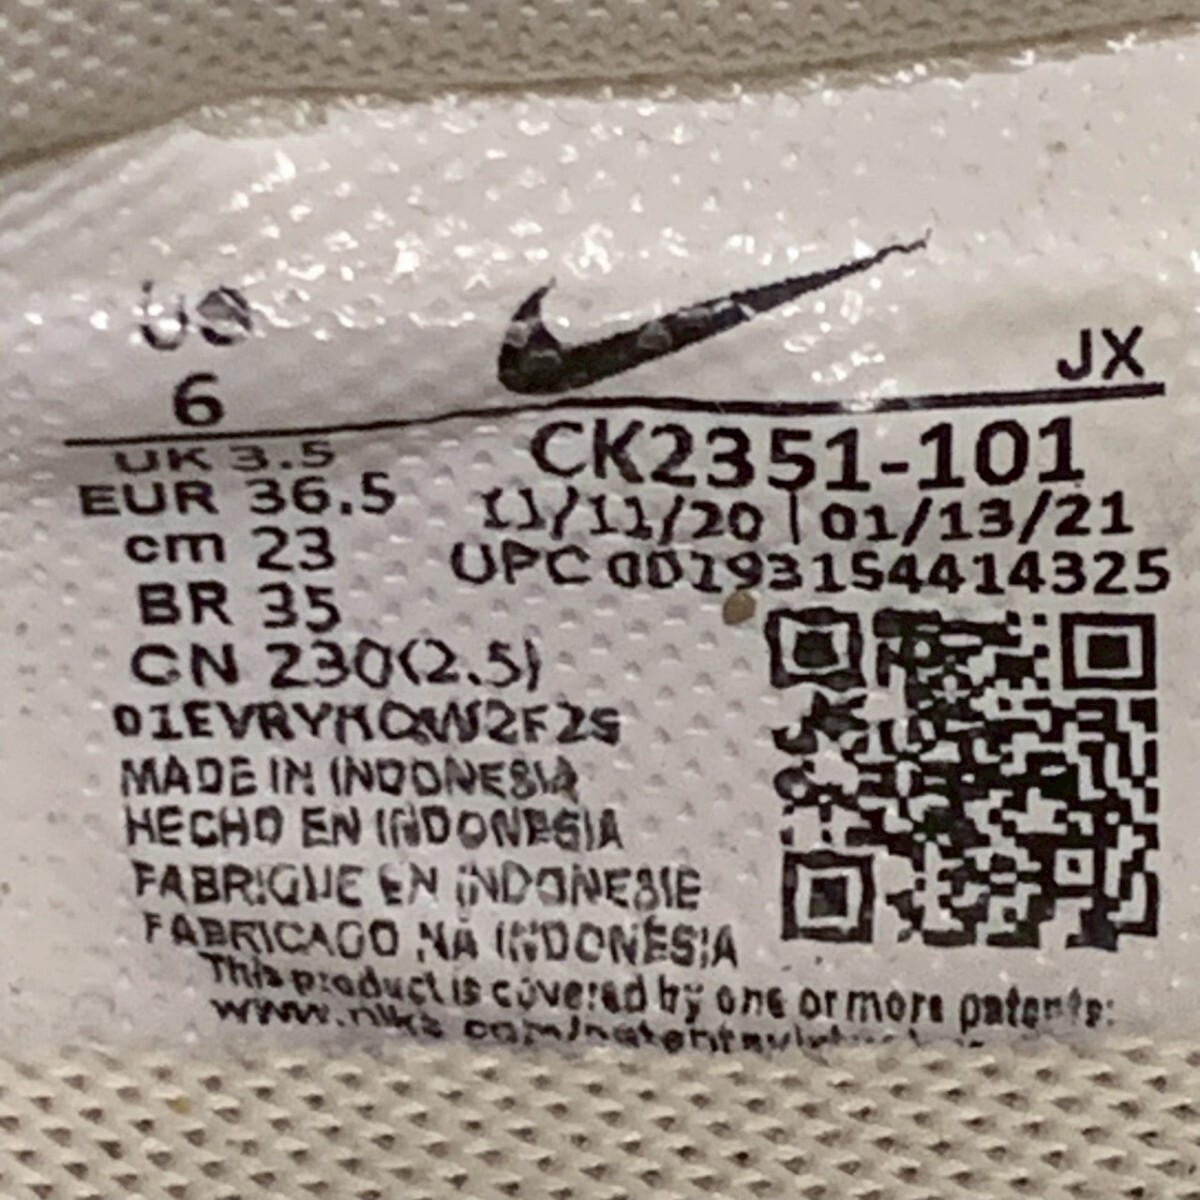 US
6
JX
UK 3.5
EUR 36.5
cm 23
BR 35
CN 230(2.5)
CK2351-101
11/11/20 | 01/13/21
UPC 00193154414325
MADE IN INDONESIA
HECHO EN INDONESIA
FABRIQUE EN INDONESIE
FABRICADO NA INDONÉSIA
This product is covered by one or more patents: